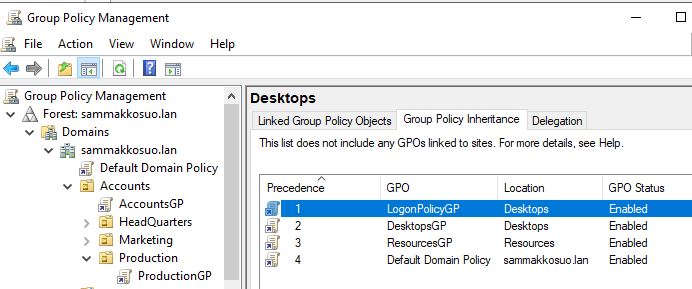 Group Policy Management
File Action View Window Help
Group Policy Management
Forest: sammakkosuo.lan
Domains
sammakkosuo.lan
Default Domain Policy
Accounts
AccountsGP
HeadQuarters
Marketing
Production
ProductionGP
Desktops
Linked Group Policy Objects Group Policy Inheritance Delegation
This list does not include any GPOs linked to sites. For more details, see Help.
Precedence GPO Location GPO Status
1 LogonPolicyGP Desktops Enabled
2 DesktopsGP Desktops Enabled
3 ResourcesGP Resources Enabled
4 Default Domain Policy sammakkosuo.lan Enabled